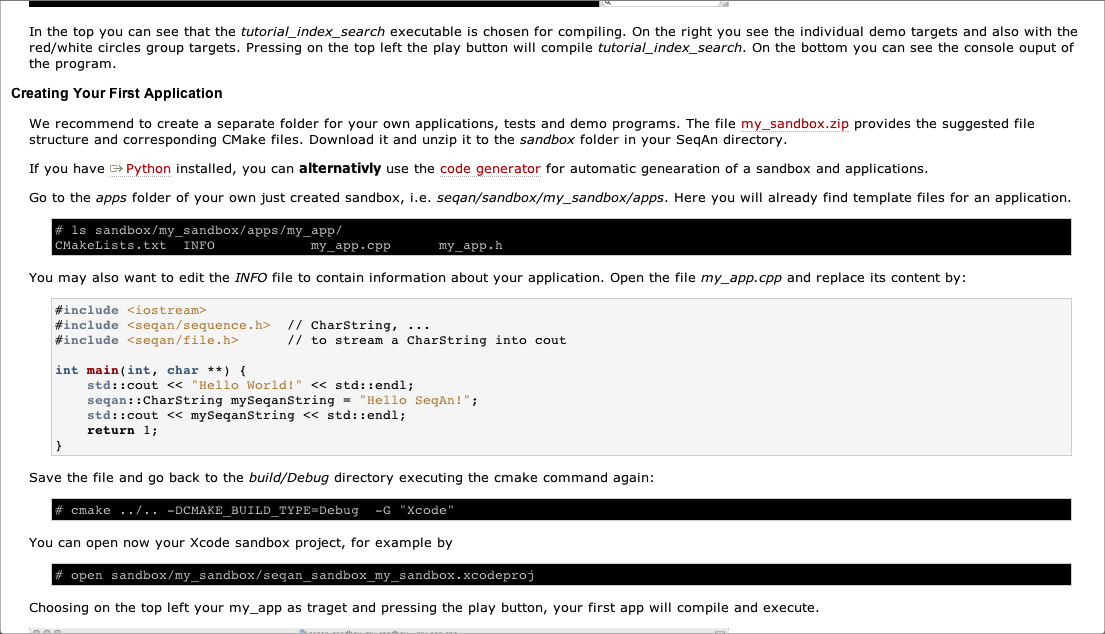 In the top you can see that the tutorial_index_search executable is chosen for compiling. On the right you see the individual demo targets and also with the
red/white circles group targets. Pressing on the top left the play button will compile tutorial_index_search. On the bottom you can see the console ouput of
the program.
Creating Your First Application
We recommend to create a separate folder for your own applications, tests and demo programs. The file my_sandbox.zip provides the suggested file
structure and corresponding CMake files. Download it and unzip it to the sandbox folder in your SeqAn directory.
If you have Python installed, you can alternativly use the code generator for automatic genearation of a sandbox and applications.
Go to the apps folder of your own just created sandbox, i.e. seqan/sandbox/my_sandbox/apps. Here you will already find template files for an application.
# ls sandbox/my_sandbox/apps/my_app/
CMakeLists.txt  INFO            my_app.cpp      my_app.h
You may also want to edit the INFO file to contain information about your application. Open the file my_app.cpp and replace its content by:
#include <iostream>
#include <seqan/sequence.h>  // CharString, ...
#include <seqan/file.h>      // to stream a CharString into cout
int main(int, char **) {
    std::cout << "Hello World!" << std::endl;
    seqan::CharString mySeqanString = "Hello SeqAn!";
    std::cout << mySeqanString << std::endl;
    return 1;
}
Save the file and go back to the build/Debug directory executing the cmake command again:
# cmake ../.. -DCMAKE_BUILD_TYPE=Debug  -G "Xcode"
You can open now your Xcode sandbox project, for example by
# open sandbox/my_sandbox/seqan_sandbox_my_sandbox.xcodeproj
Choosing on the top left your my_app as traget and pressing the play button, your first app will compile and execute.